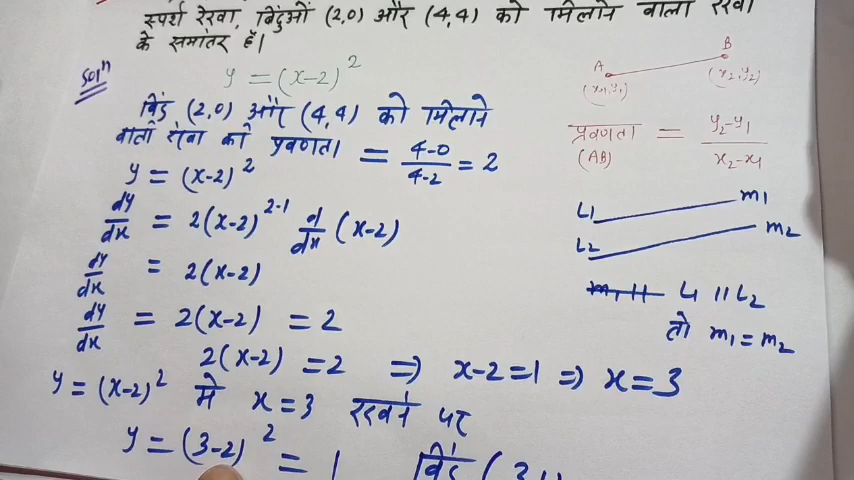 स्पर्श रेखा, बिंदुओं (2,0) और (4,4) को मिलाने वाली रेखा
के समांतर है।
Solⁿ
y = (x-2)²
बिंदु (2,0) और (4,4) को मिलाने
वाली रेखा की प्रवणता = 4-0/4-2 = 2
y = (x-2)²
dy/dx = 2(x-2)²⁻¹ d/dx (x-2)
dy/dx = 2(x-2)
dy/dx = 2(x-2) = 2
2(x-2) = 2 ⇒ x-2=1 ⇒ x=3
y = (x-2)² मे x=3 रखने पर
y = (3-2)² = 1 बिंदु (3,1)
A B
(x₁,y₁) (x₂,y₂)
प्रवणता = y₂-y₁/x₂-x₁
(AB)
L₁ m₁
L₂ m₂
L₁ || L₂
तो m₁ = m₂